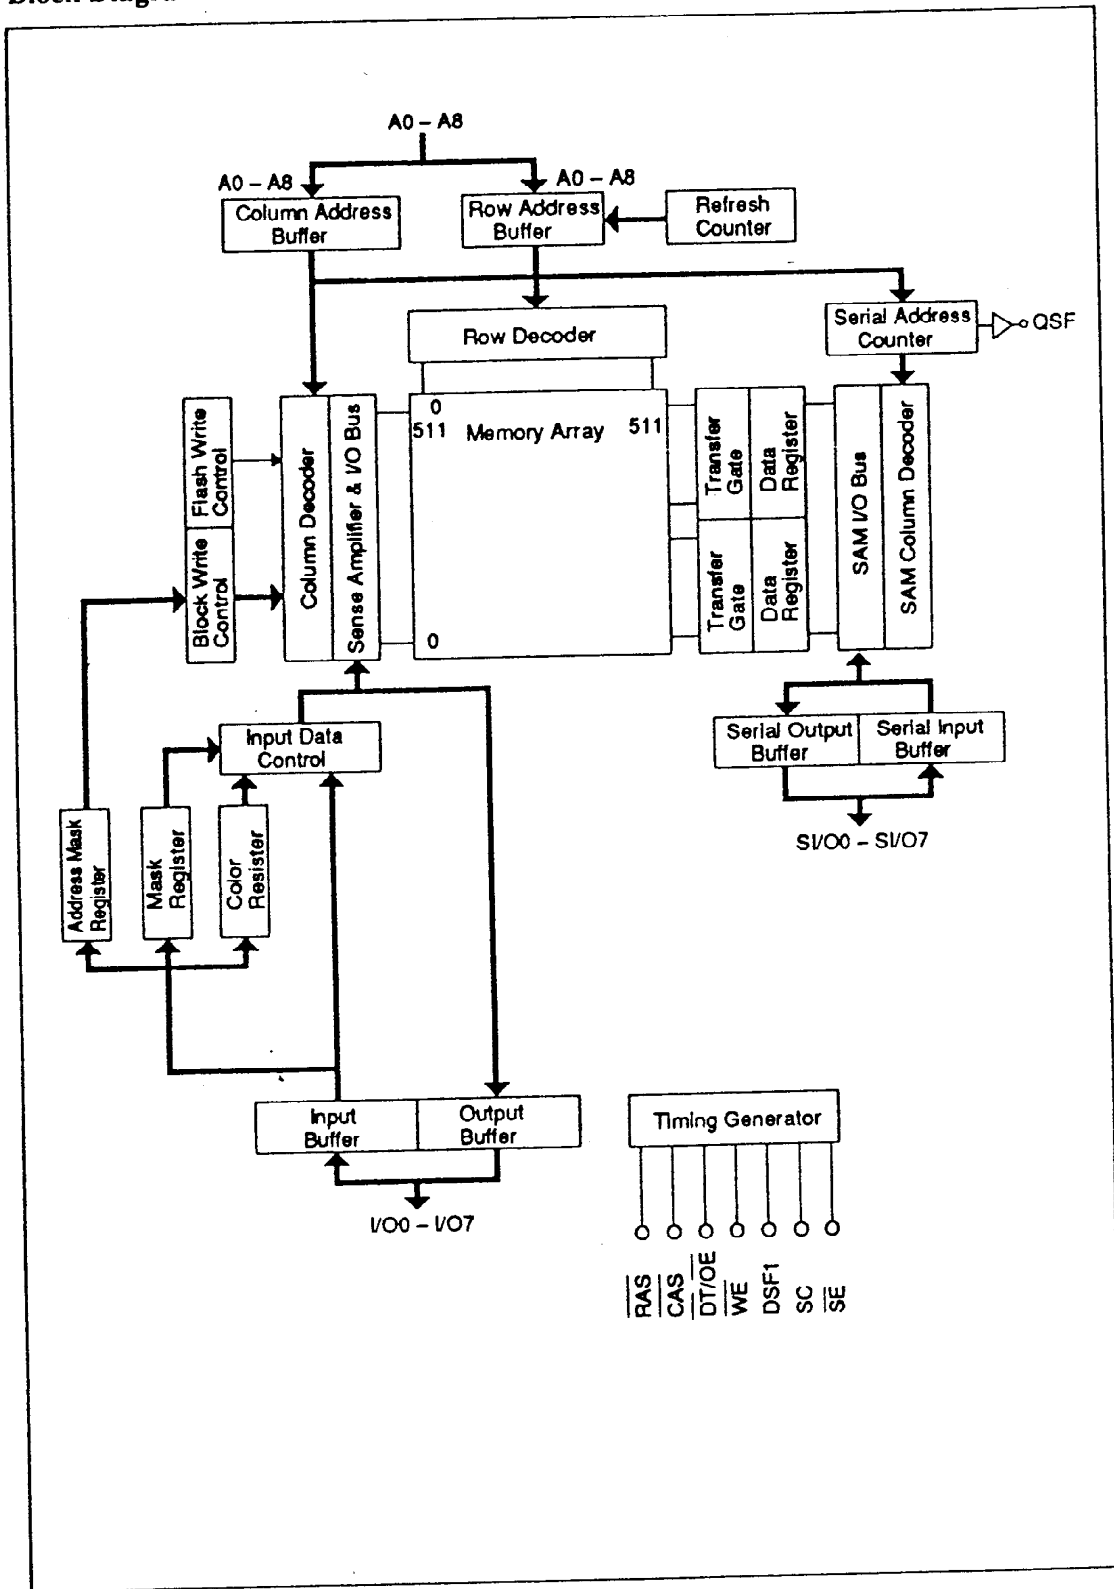 A0 – A8
A0 – A8
A0 – A8
Column Address
Buffer
Row Address
Buffer
Refresh
Counter
Row Decoder
Serial Address
Counter
QSF
Flash Write
Control
Block Write
Control
Column Decoder
Sense Amplifier & I/O Bus
0
511
Memory Array
511
0
Transfer
Gate
Data
Register
Transfer
Gate
Data
Register
SAM I/O Bus
SAM Column Decoder
Input Data
Control
Serial Output
Buffer
Serial Input
Buffer
SI/O0 – SI/O7
Address Mask
Register
Mask
Register
Color
Resister
Input
Buffer
Output
Buffer
I/O0 – I/O7
Timing Generator
RAS
CAS
DT/OE
WE
DSF1
SC
SE